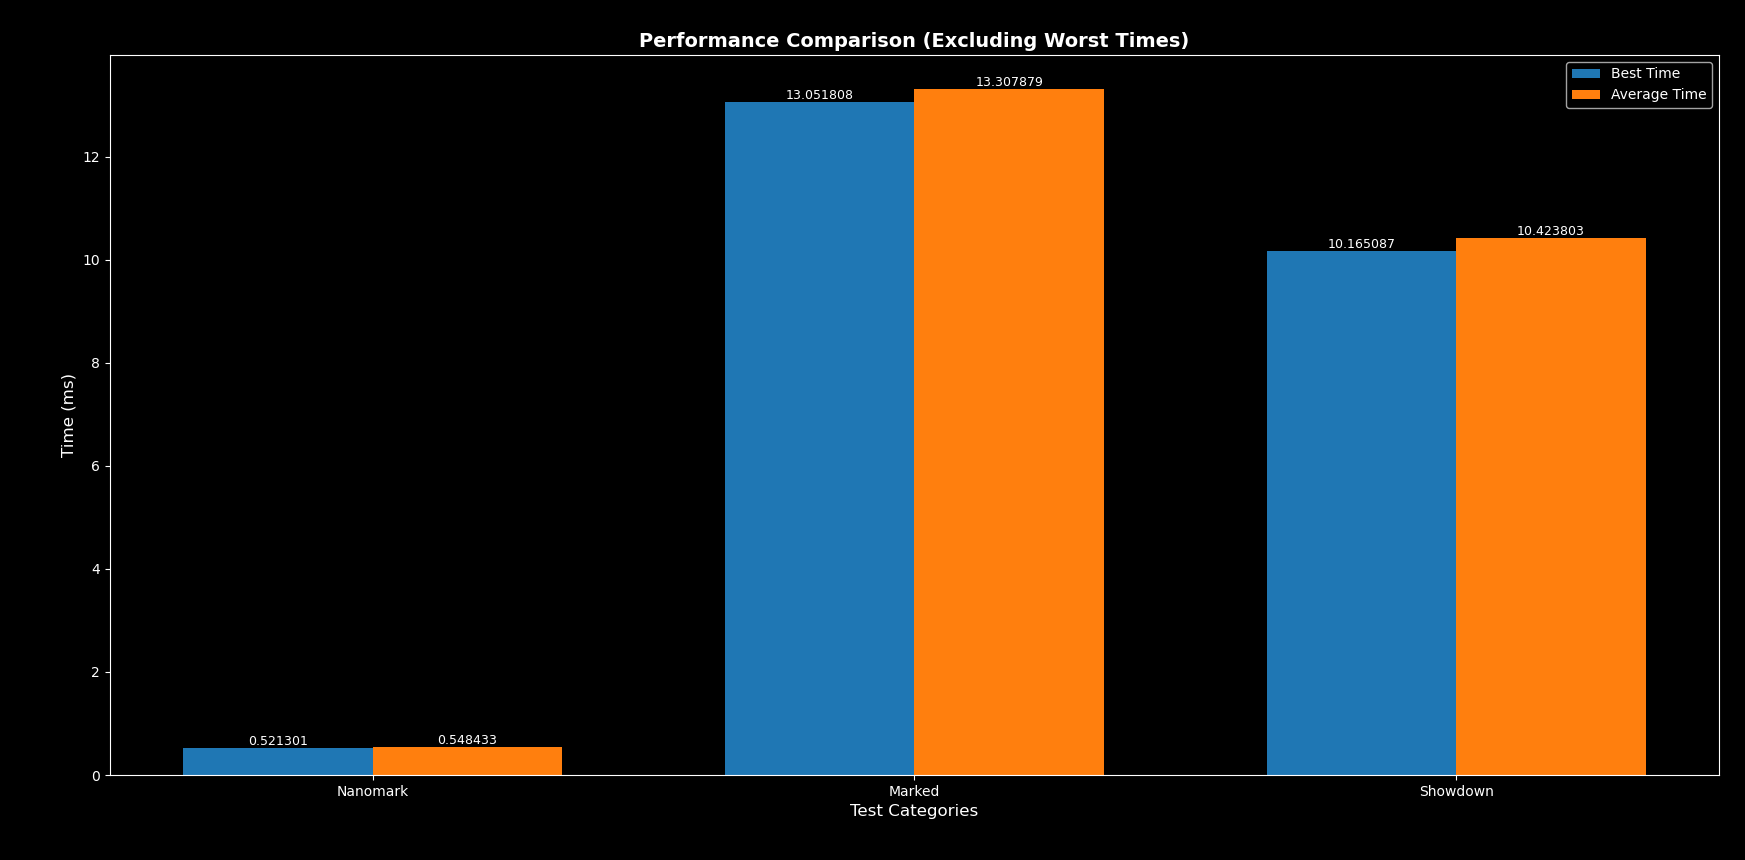 Performance Comparison (Excluding Worst Times)
Best Time
Average Time
13.307879
13.051808
10.423803
10.165087
0.548433
0.521301
Time (ms)
12
10
8
6
4
2
0
Nanomark
Marked
Showdown
Test Categories